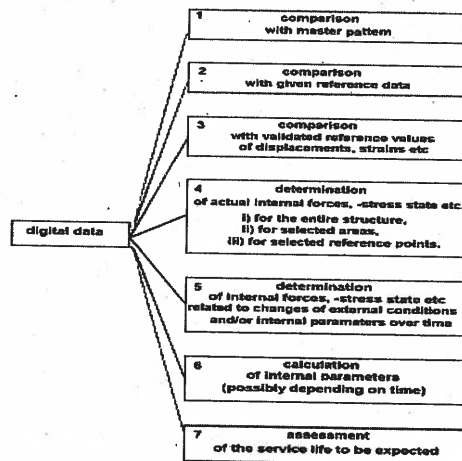 1 comparison
with master pattern
2 comparison
with given reference data
3 comparison
with validated reference values
of displacements, strains etc
4 determination
of actual internal forces, -stress state etc
i) for the entire structure,
ii) for selected areas,
iii) for selected reference points.
digital data
5 determination
of internal forces, -stress state etc
related to changes of external conditions
and/or internal parameters over time
6 calculation
of internal parameters
(possibly depending on time)
7 assessment
of the service life to be expected